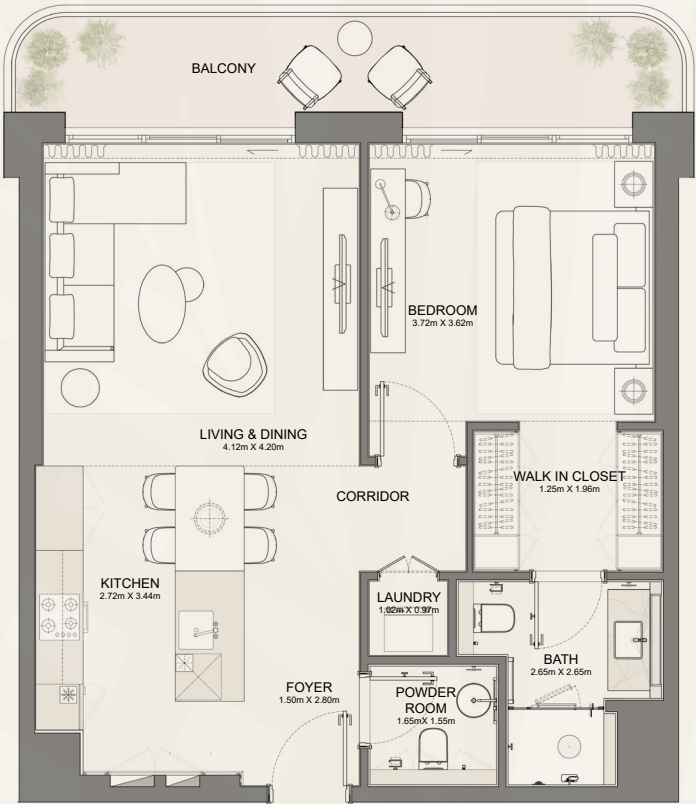 BALCONY
BEDROOM
3.72m X 3.62m
LIVING & DINING
4.12m X 4.20m
WALK IN CLOSET
1.25m X 1.96m
CORRIDOR
KITCHEN
2.72m X 3.44m
LAUNDRY
1.02m X 0.97m
BATH
2.65m X 2.65m
FOYER
1.50m X 2.80m
POWDER
ROOM
1.65mX 1.55m